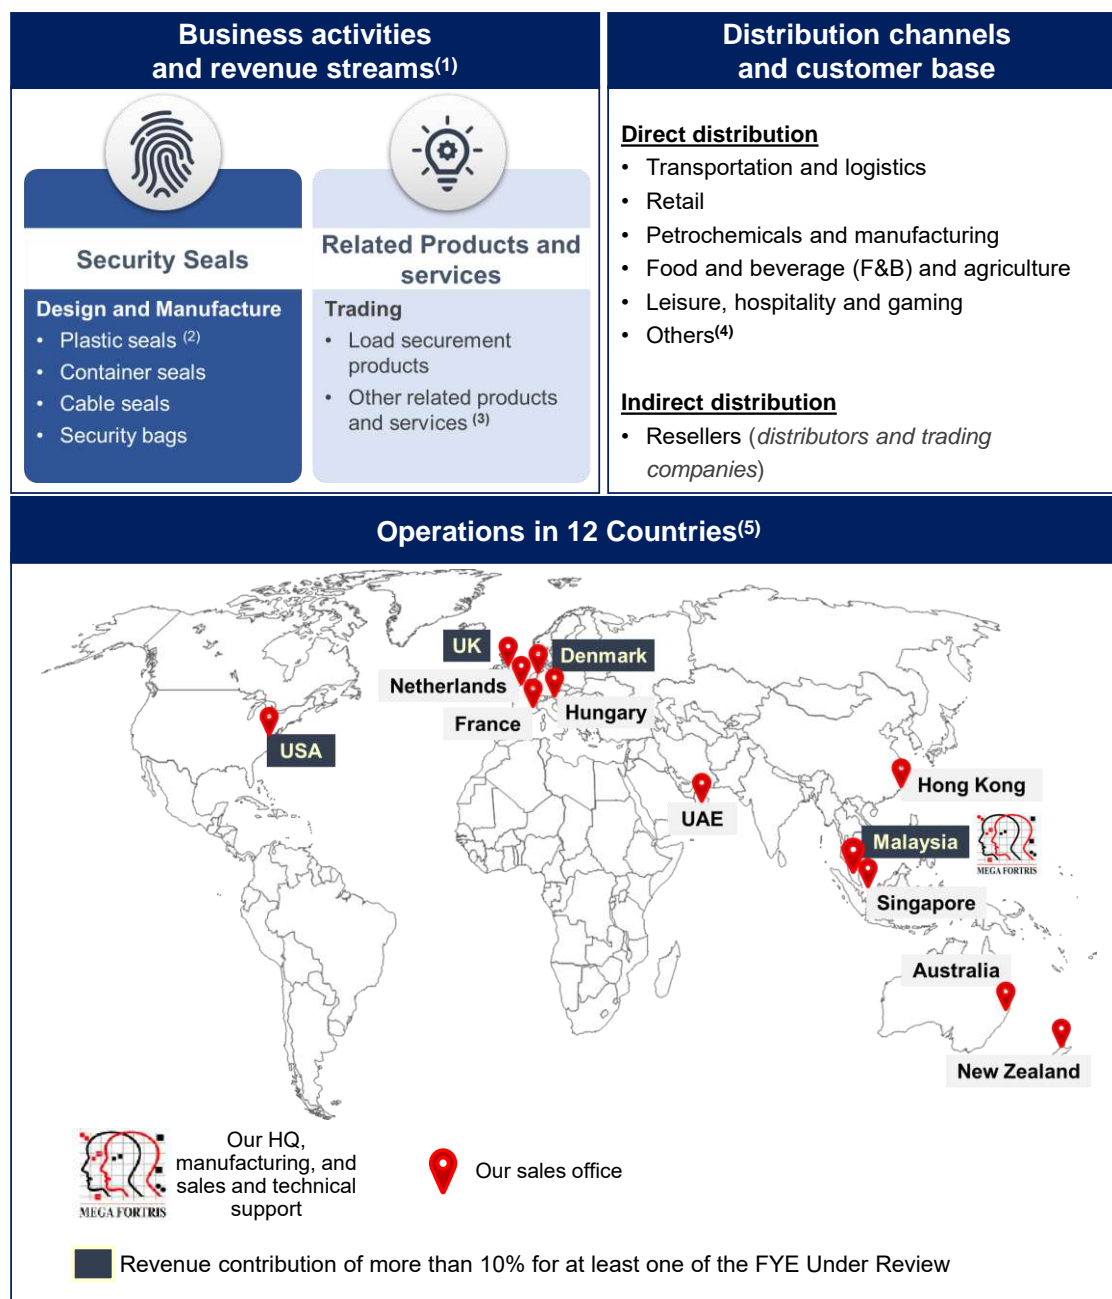 Business activities
and revenue streams(1)
Security Seals
Design and Manufacture
• Plastic seals (2)
• Container seals
• Cable seals
• Security bags
Related Products and
services
Trading
• Load securement
products
• Other related products
and services (3)
Distribution channels
and customer base
Direct distribution
• Transportation and logistics
• Retail
• Petrochemicals and manufacturing
• Food and beverage (F&B) and agriculture
• Leisure, hospitality and gaming
• Others(4)
Indirect distribution
• Resellers (distributors and trading
companies)
Operations in 12 Countries(5)
UK
Denmark
Netherlands
France
Hungary
USA
UAE
Hong Kong
Malaysia
MEGA FORTRIS
Singapore
Australia
New Zealand
MEGA FORTRIS
Our HQ,
manufacturing, and
sales and technical
support
Our sales office
Revenue contribution of more than 10% for at least one of the FYE Under Review